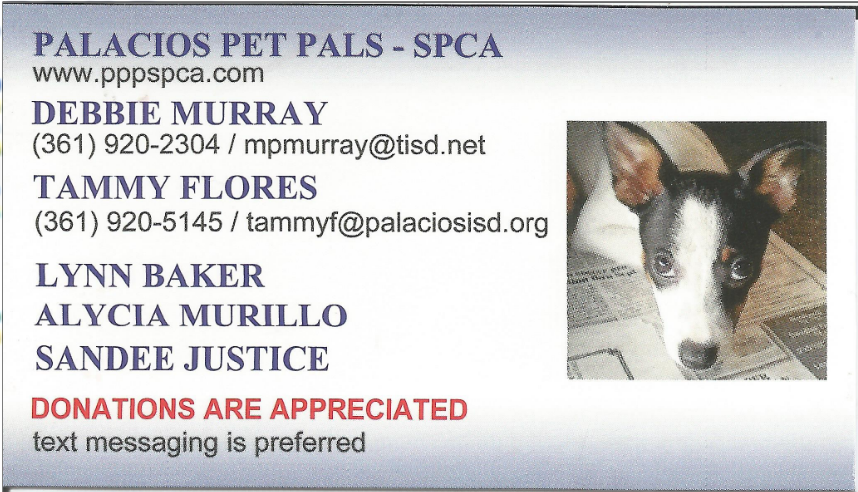 PALACIOS PET PALS - SPCA
www.pppspca.com
DEBBIE MURRAY
(361) 920-2304 / mpmurray@tisd.net
TAMMY FLORES
(361) 920-5145 / tammyf@palaciosisd.org
LYNN BAKER
ALYCIA MURILLO
SANDEE JUSTICE
DONATIONS ARE APPRECIATED
text messaging is preferred